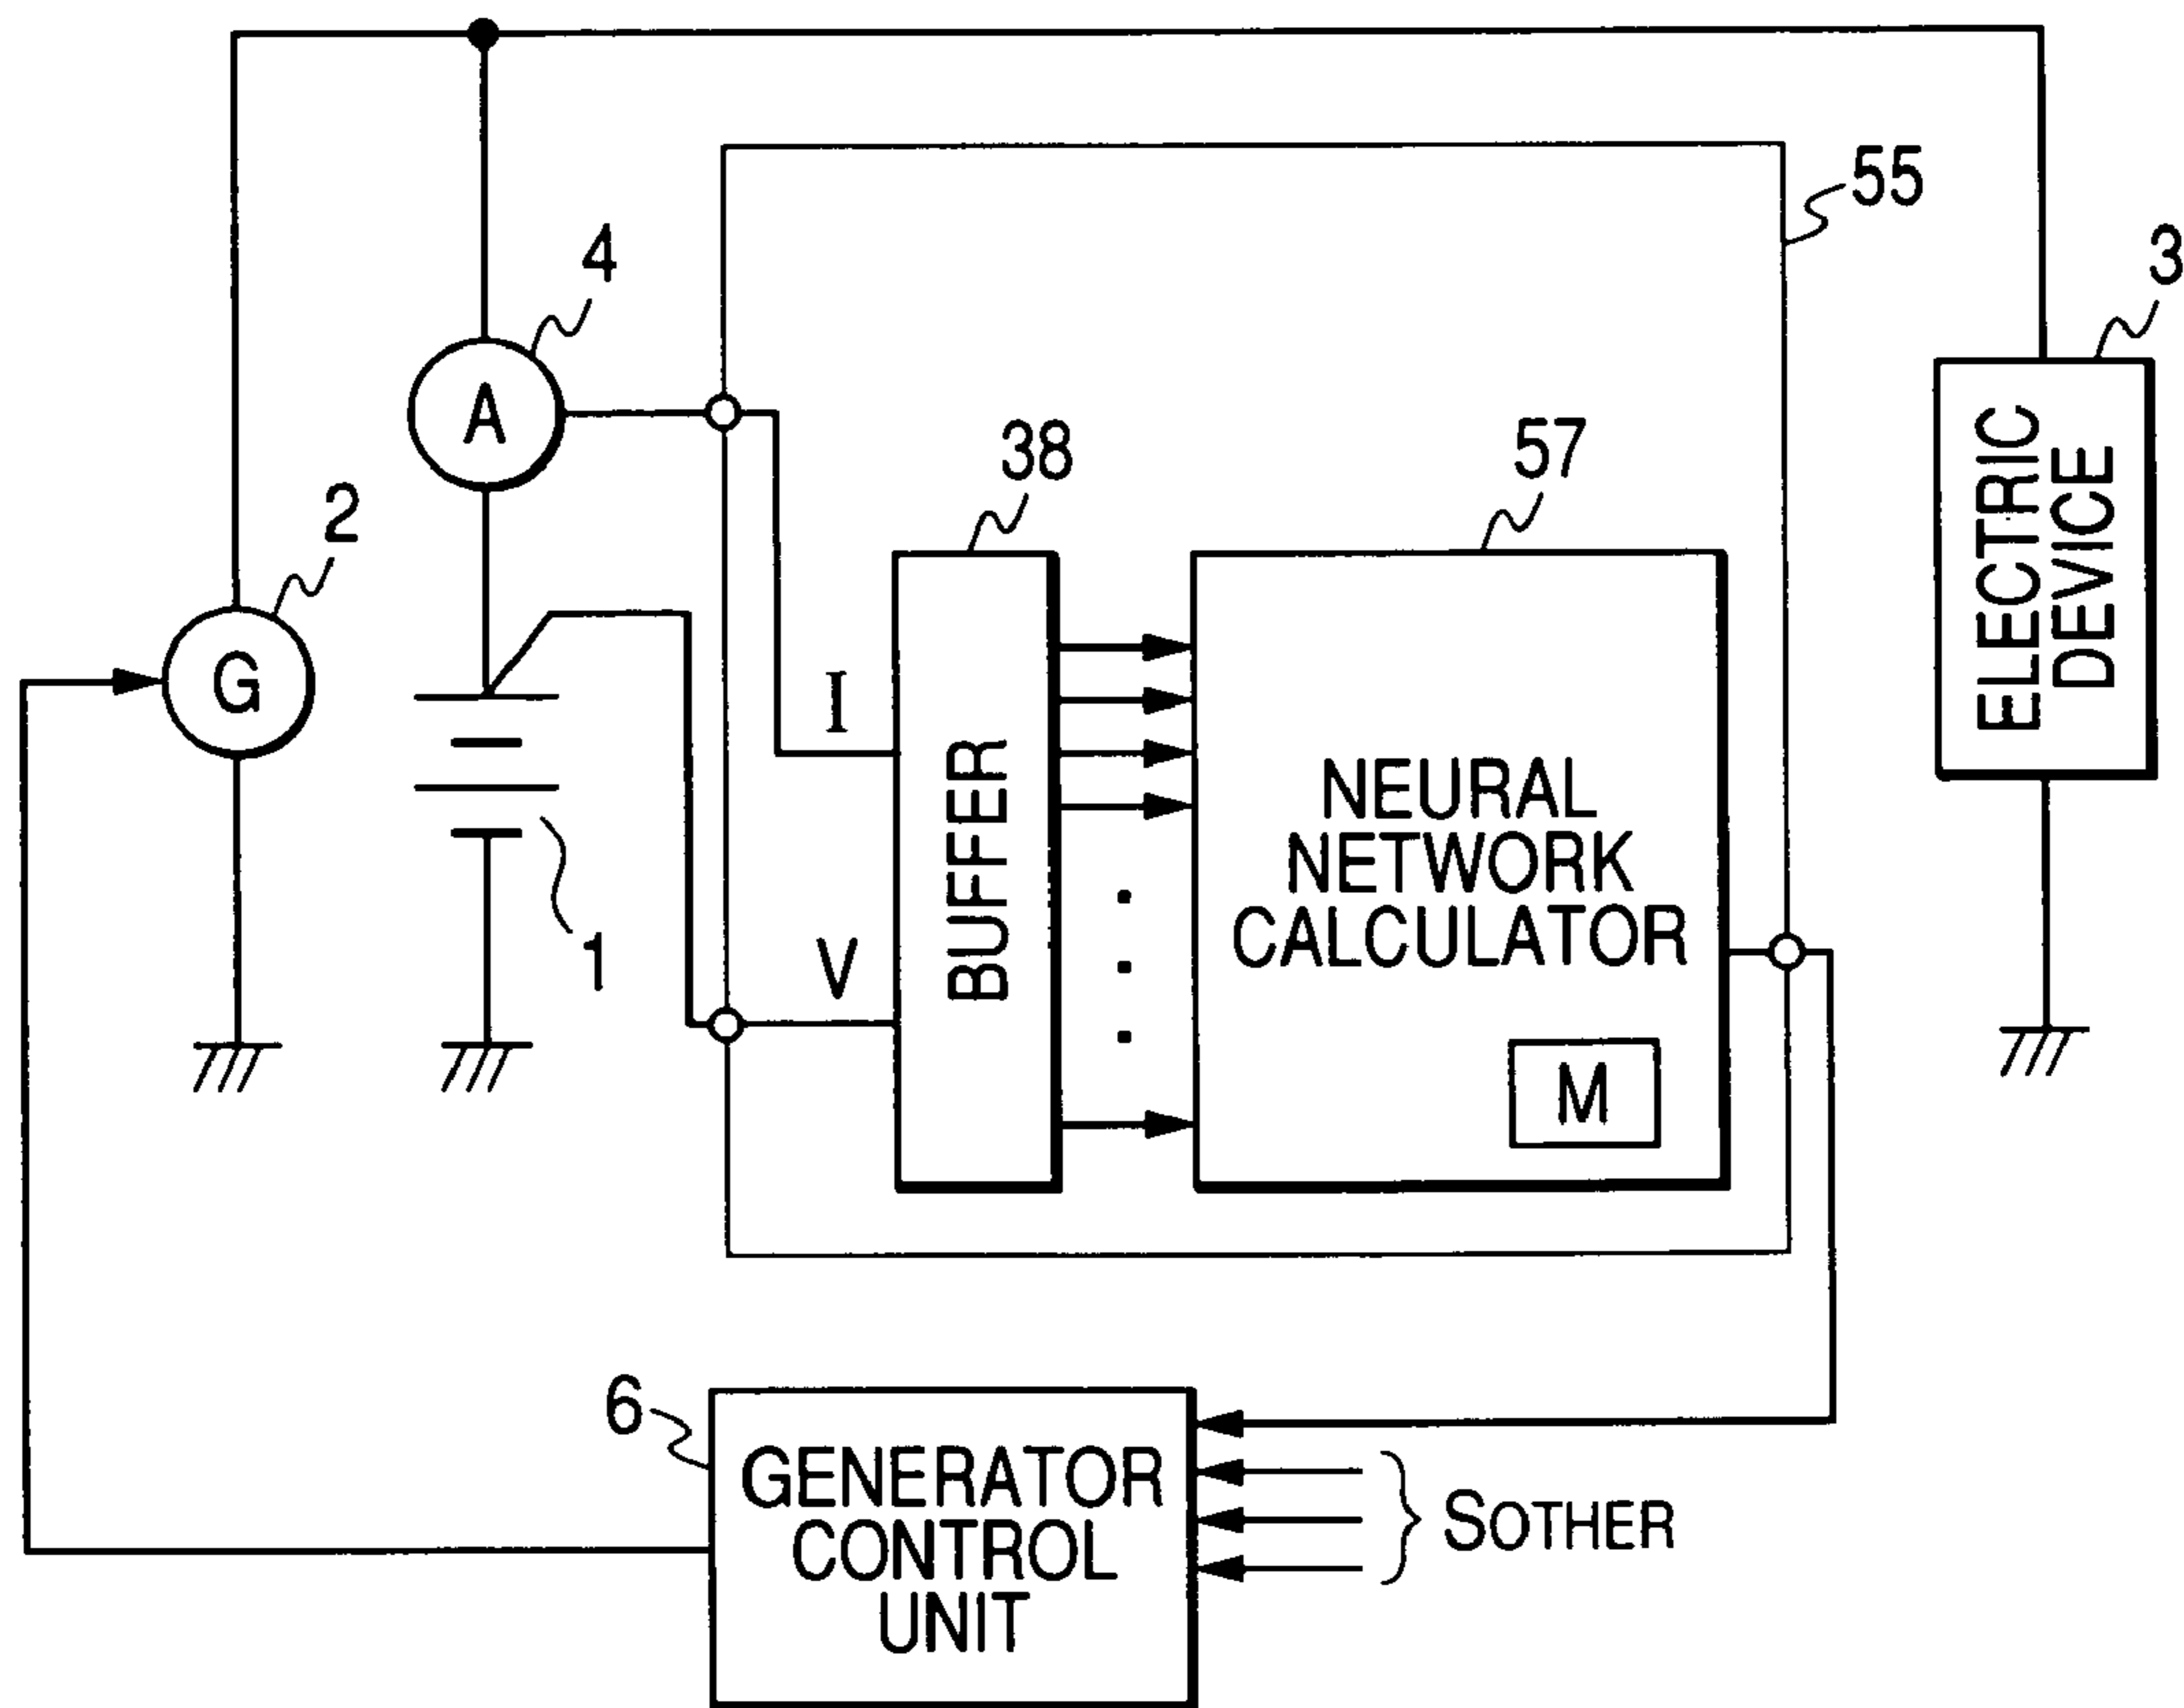 55
4
3
A
38
57
2
ELECTRIC
DEVICE
G
I
BUFFER
NEURAL
NETWORK
CALCULATOR
V
1
M
6
GENERATOR
CONTROL
UNIT
SOTHER